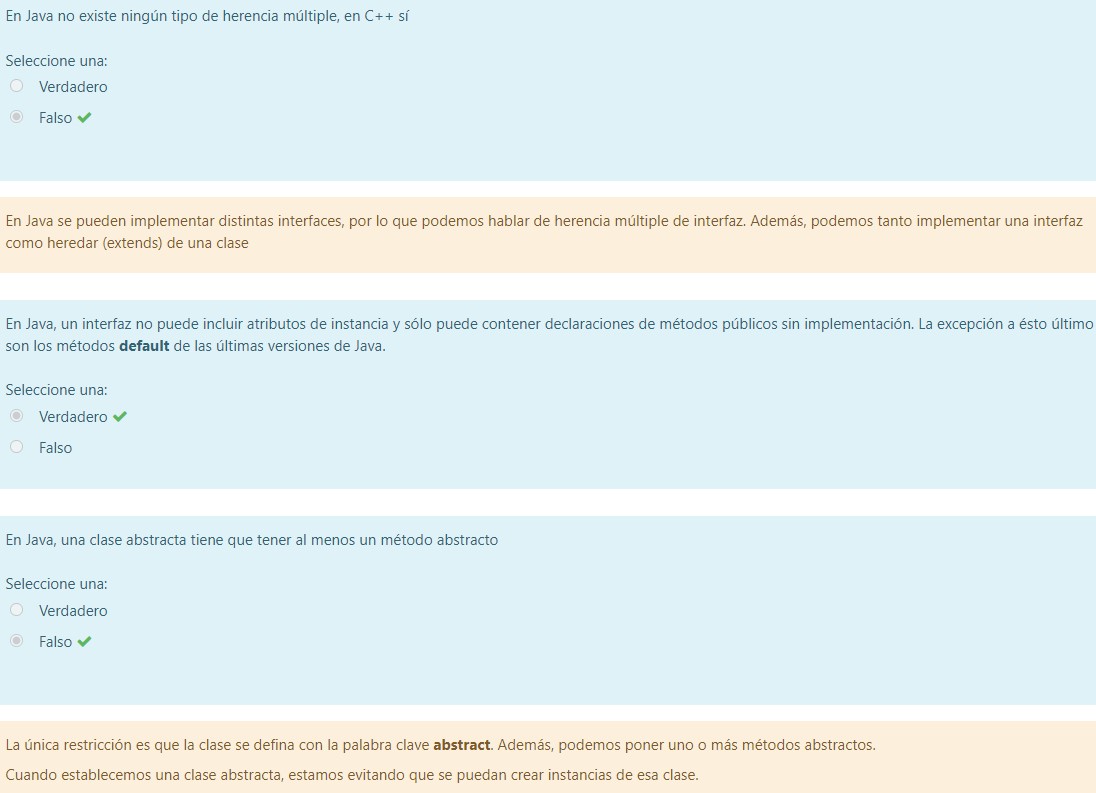 En Java no existe ningún tipo de herencia múltiple, en C++ sí
Seleccione una:
Verdadero
Falso
En Java se pueden implementar distintas interfaces, por lo que podemos hablar de herencia múltiple de interfaz. Además, podemos tanto implementar una interfaz
como heredar (extends) de una clase
En Java, un interfaz no puede incluir atributos de instancia y sólo puede contener declaraciones de métodos públicos sin implementación. La excepción a ésto último
son los métodos default de las últimas versiones de Java.
Seleccione una:
Verdadero
Falso
En Java, una clase abstracta tiene que tener al menos un método abstracto
Seleccione una:
Verdadero
Falso
La única restricción es que la clase se defina con la palabra clave abstract. Además, podemos poner uno o más métodos abstractos.
Cuando establecemos una clase abstracta, estamos evitando que se puedan crear instancias de esa clase.